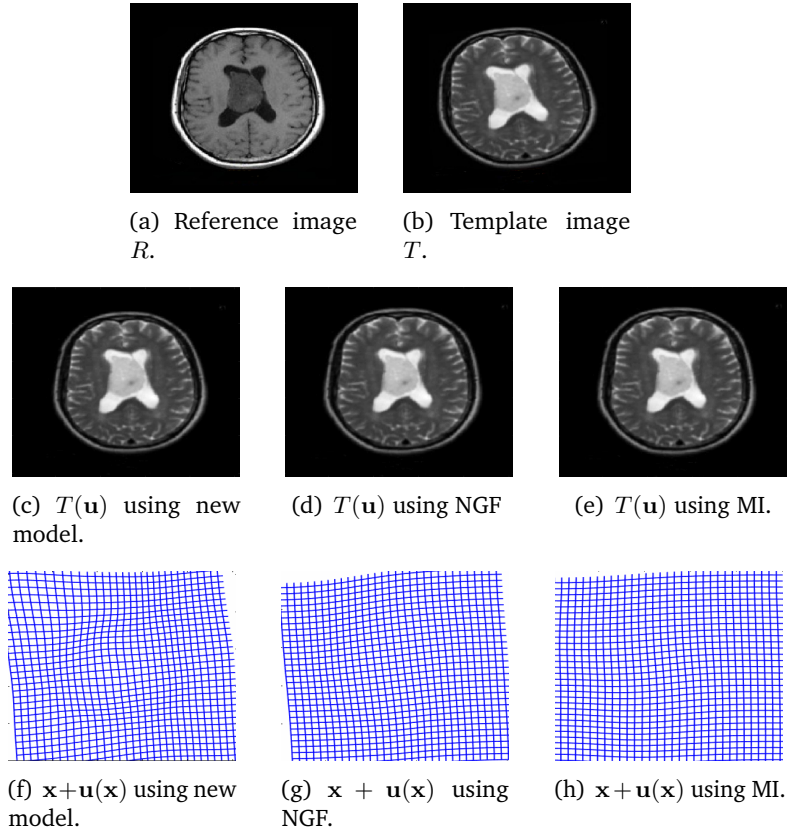 (a) Reference image
R.
(b) Template image
T.
(c) T(u) using new
model.
(d) T(u) using NGF
(e) T(u) using MI.
(f) x+u(x) using new
model.
(g) x + u(x) using
NGF.
(h) x+u(x) using MI.